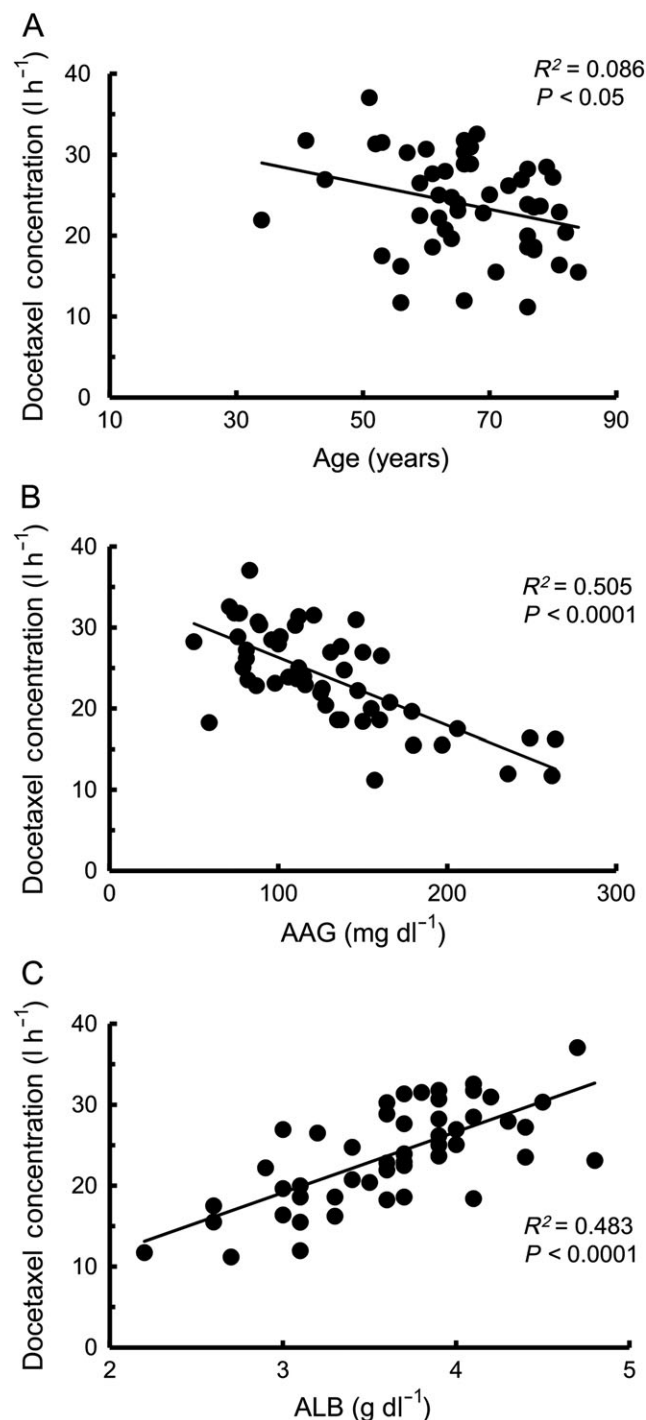 A
R² = 0.086
P < 0.05
Docetaxel concentration (l h⁻¹)
40
30
20
10
0
10 30 50 70 90
Age (years)
B
R² = 0.505
P < 0.0001
Docetaxel concentration (l h⁻¹)
40
30
20
10
0
0 100 200 300
AAG (mg dl⁻¹)
C
Docetaxel concentration (l h⁻¹)
40
30
20
10
0
R² = 0.483
P < 0.0001
2 3 4 5
ALB (g dl⁻¹)